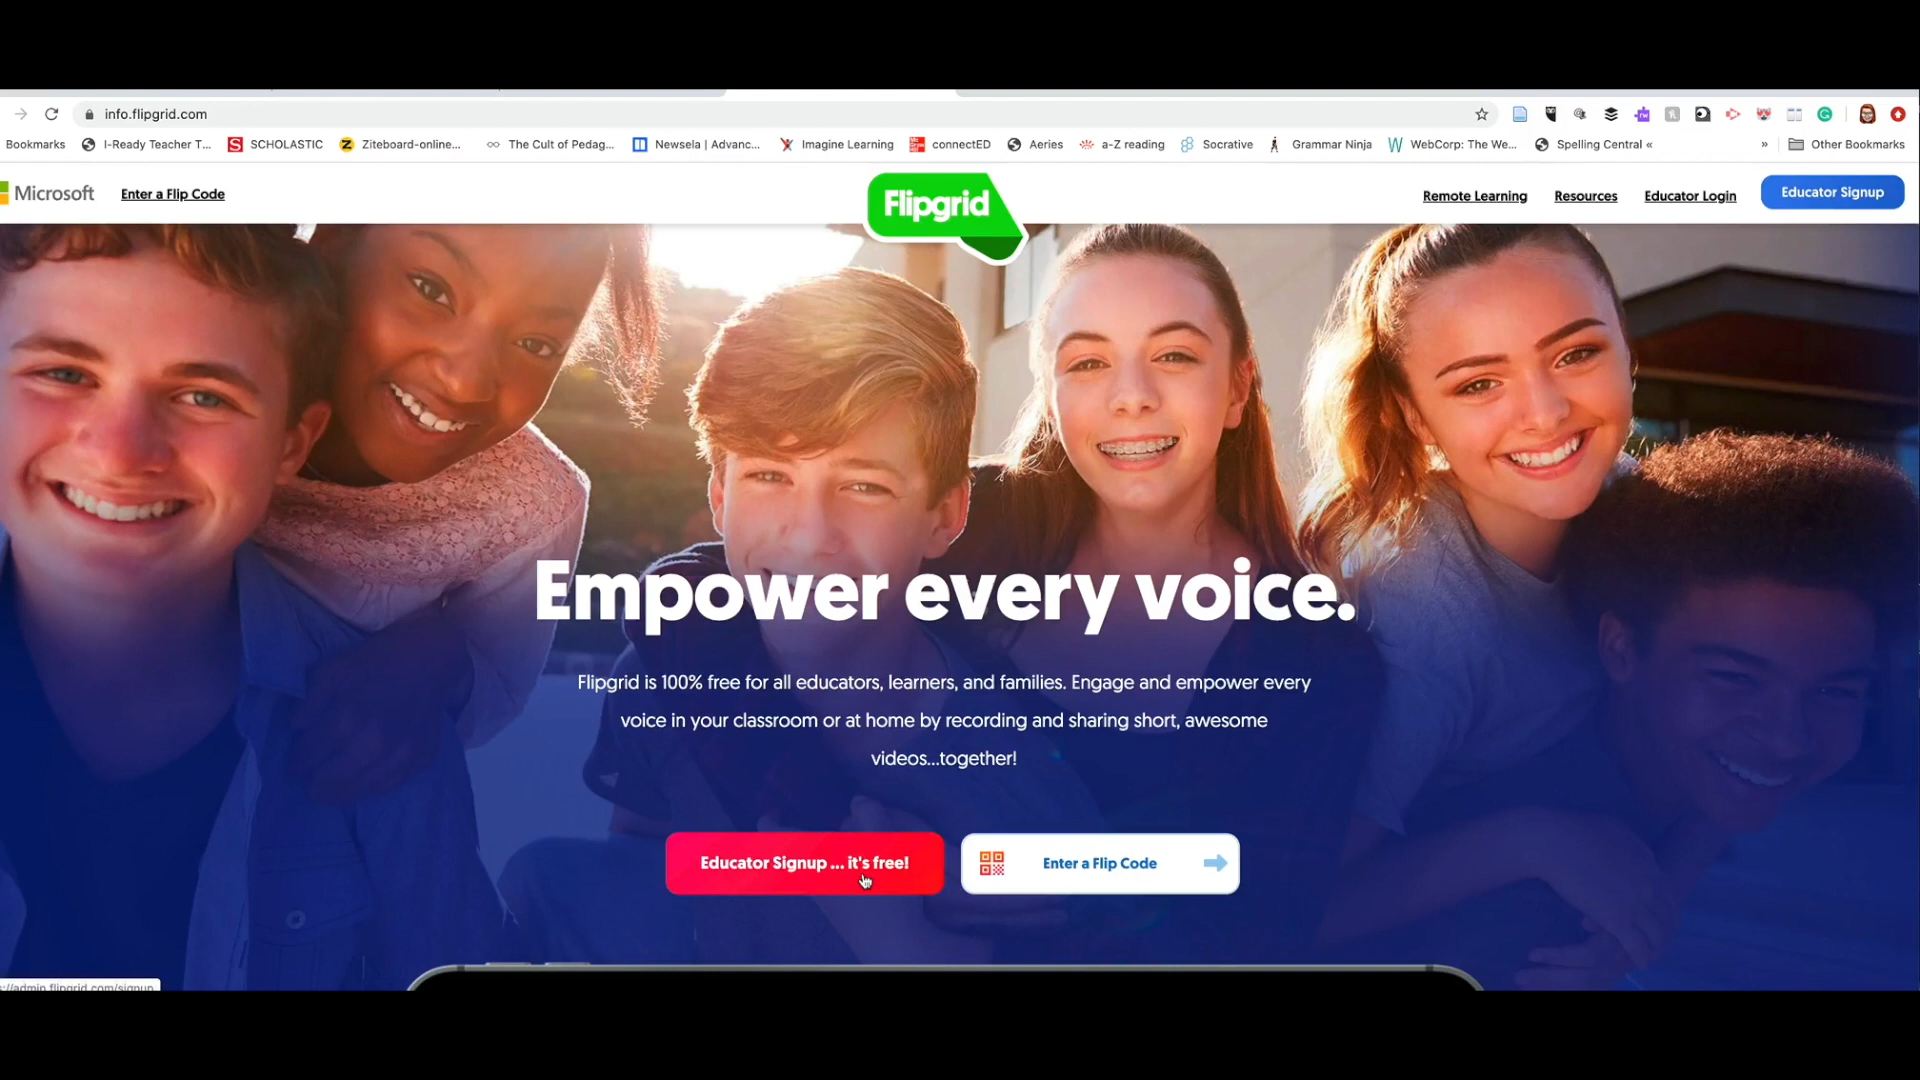 info.flipgrid.com
Bookmarks
I-Ready Teacher T...
SCHOLASTIC
Ziteboard-online...
The Cult of Pedag...
Newsela | Advanc...
Imagine Learning
connectED
Aeries
a-Z reading
Socrative
Grammar Ninja
WebCorp: The We...
Spelling Central «
»
Other Bookmarks
Microsoft
Enter a Flip Code
Flipgrid
Remote Learning
Resources
Educator Login
Educator Signup
Empower every voice.
Flipgrid is 100% free for all educators, learners, and families. Engage and empower every
voice in your classroom or at home by recording and sharing short, awesome
videos...together!
Educator Signup ... it's free!
Enter a Flip Code
://admin.flipgrid.com/signup